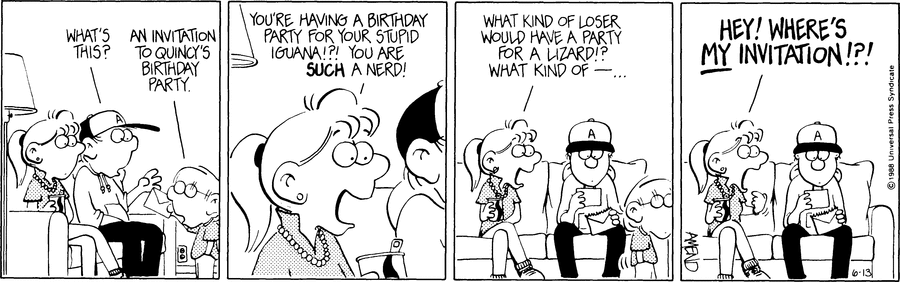 WHAT'S
THIS?
AN INVITATION
TO QUINCY'S
BIRTHDAY
PARTY.
YOU'RE HAVING A BIRTHDAY
PARTY FOR YOUR STUPID
IGUANA!?! YOU ARE
SUCH A NERD!
WHAT KIND OF LOSER
WOULD HAVE A PARTY
FOR A LIZARD!?
WHAT KIND OF — ...
A
HEY! WHERE'S
MY INVITATION!?!
A
AMEND
6-13
© 1988 Universal Press Syndicate